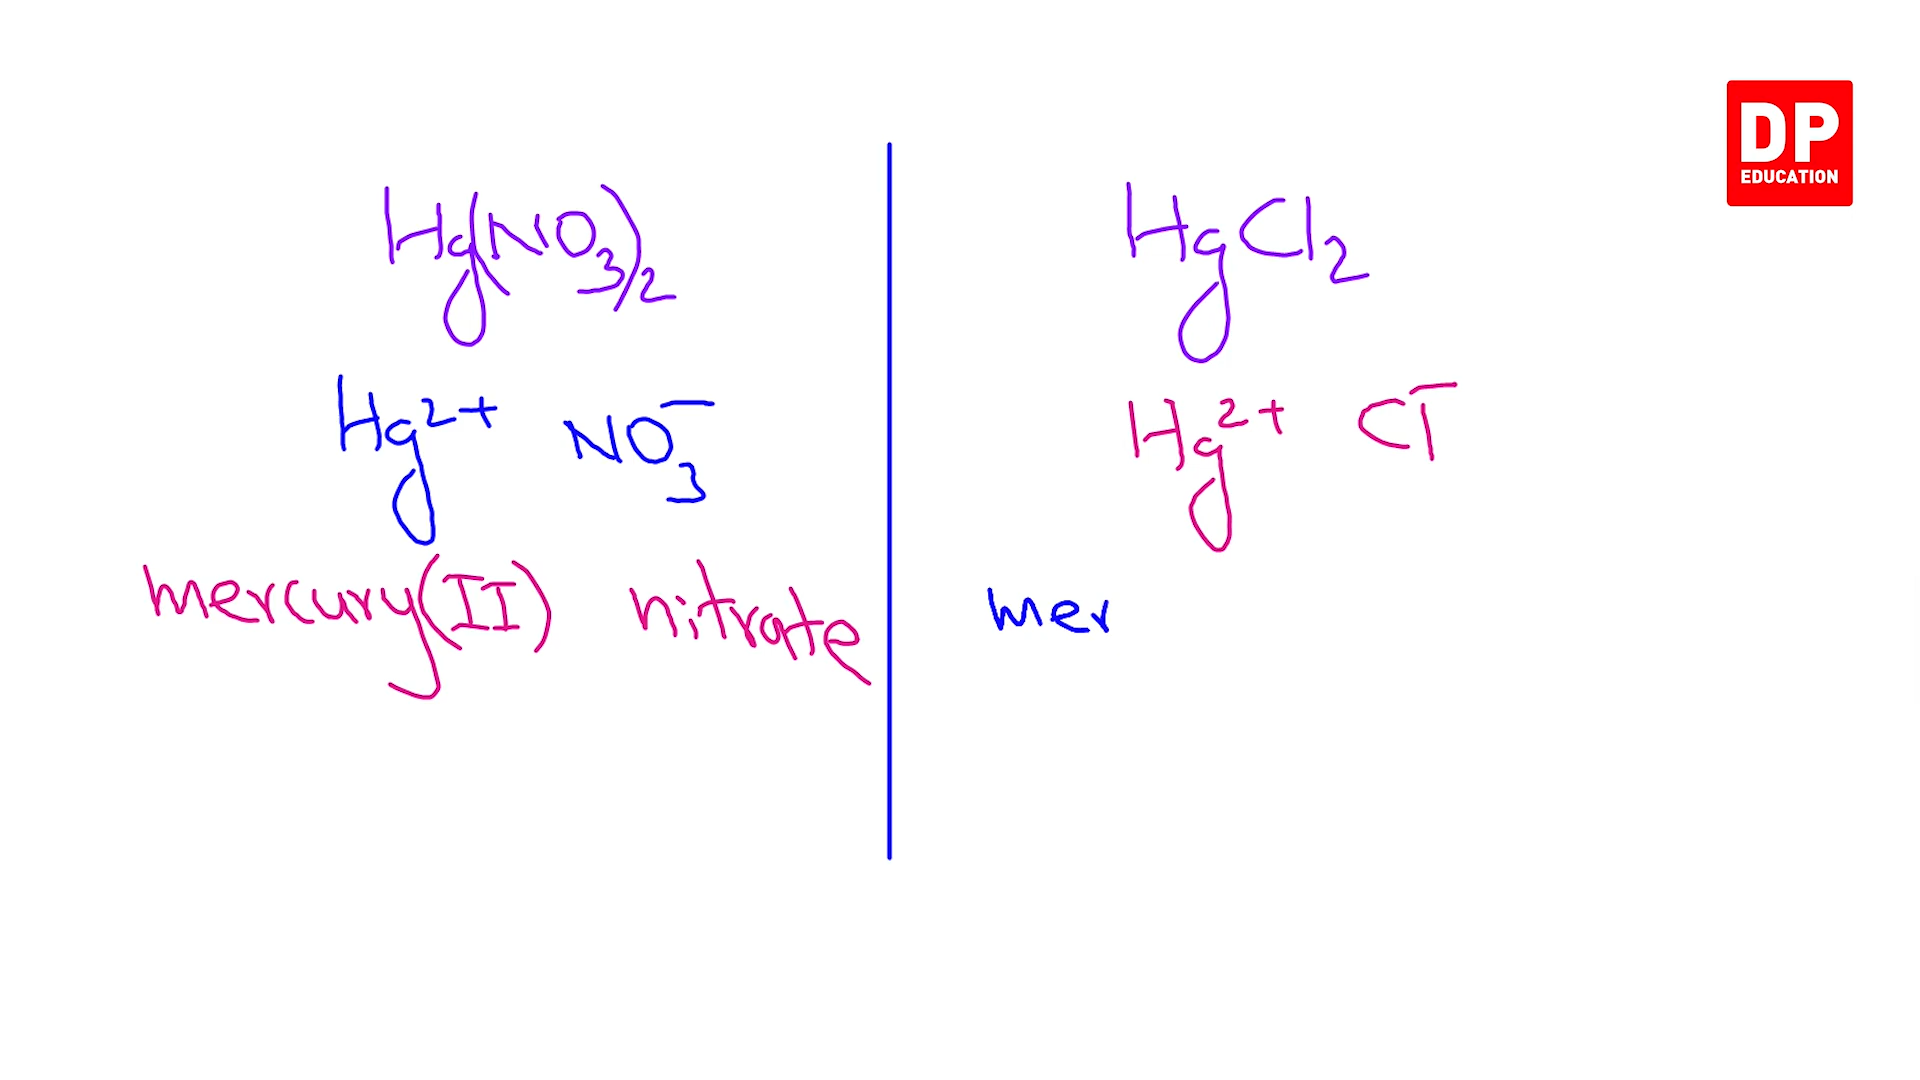 Hg(NO₃)₂
Hg²⁺ NO₃⁻
mercury(II) nitrate
HgCl₂
Hg²⁺ Cl⁻
mer
DP
EDUCATION